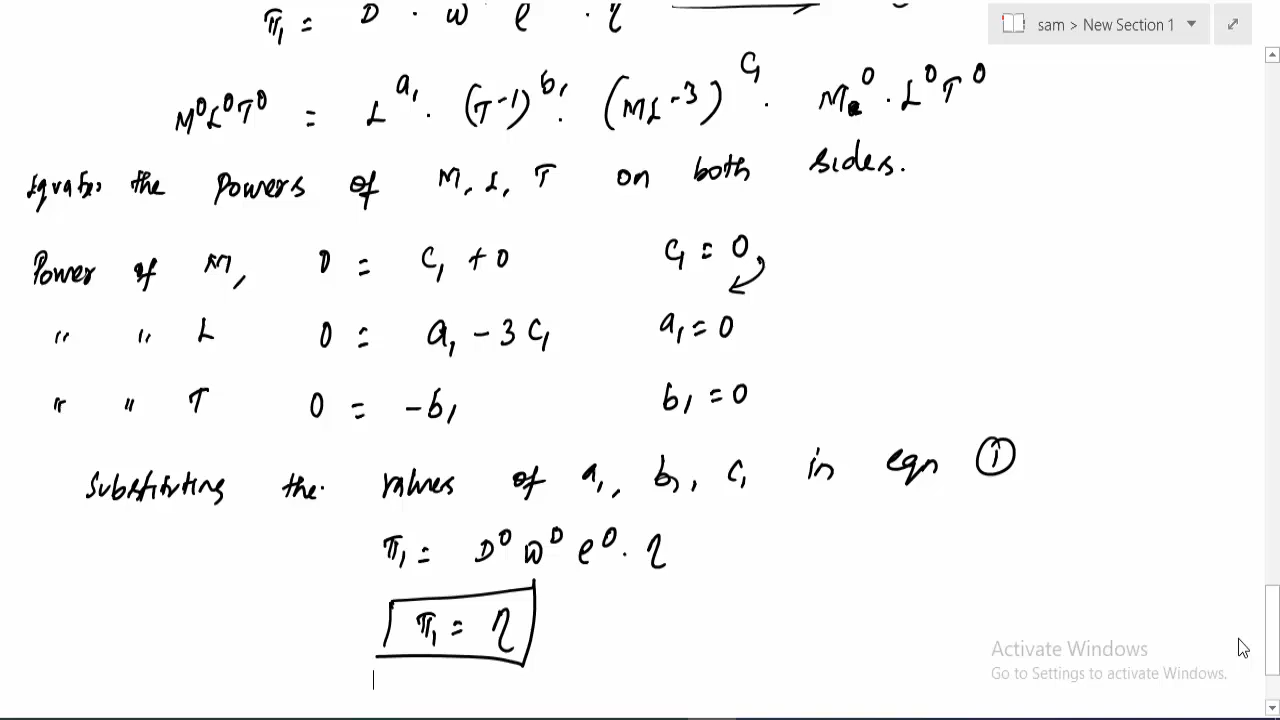 π₁ = D · ω ρ · η
sam > New Section 1
M⁰L⁰T⁰ = L^a₁ · (T-1)^b₁ · (ML-3)^c₁ · M⁰ · L⁰T⁰
the powers of M, L, T on both sides.
Power of M, 0 = c₁ + 0 c₁ = 0,
" " L 0 = a₁ - 3 c₁ a₁ = 0
" " T 0 = -b₁ b₁ = 0
Substituting the values of a₁, b₁, c₁ in eqn ①
π₁ = D⁰ ω⁰ ρ⁰ · η
π₁ = η
Activate Windows
Go to Settings to activate Windows.